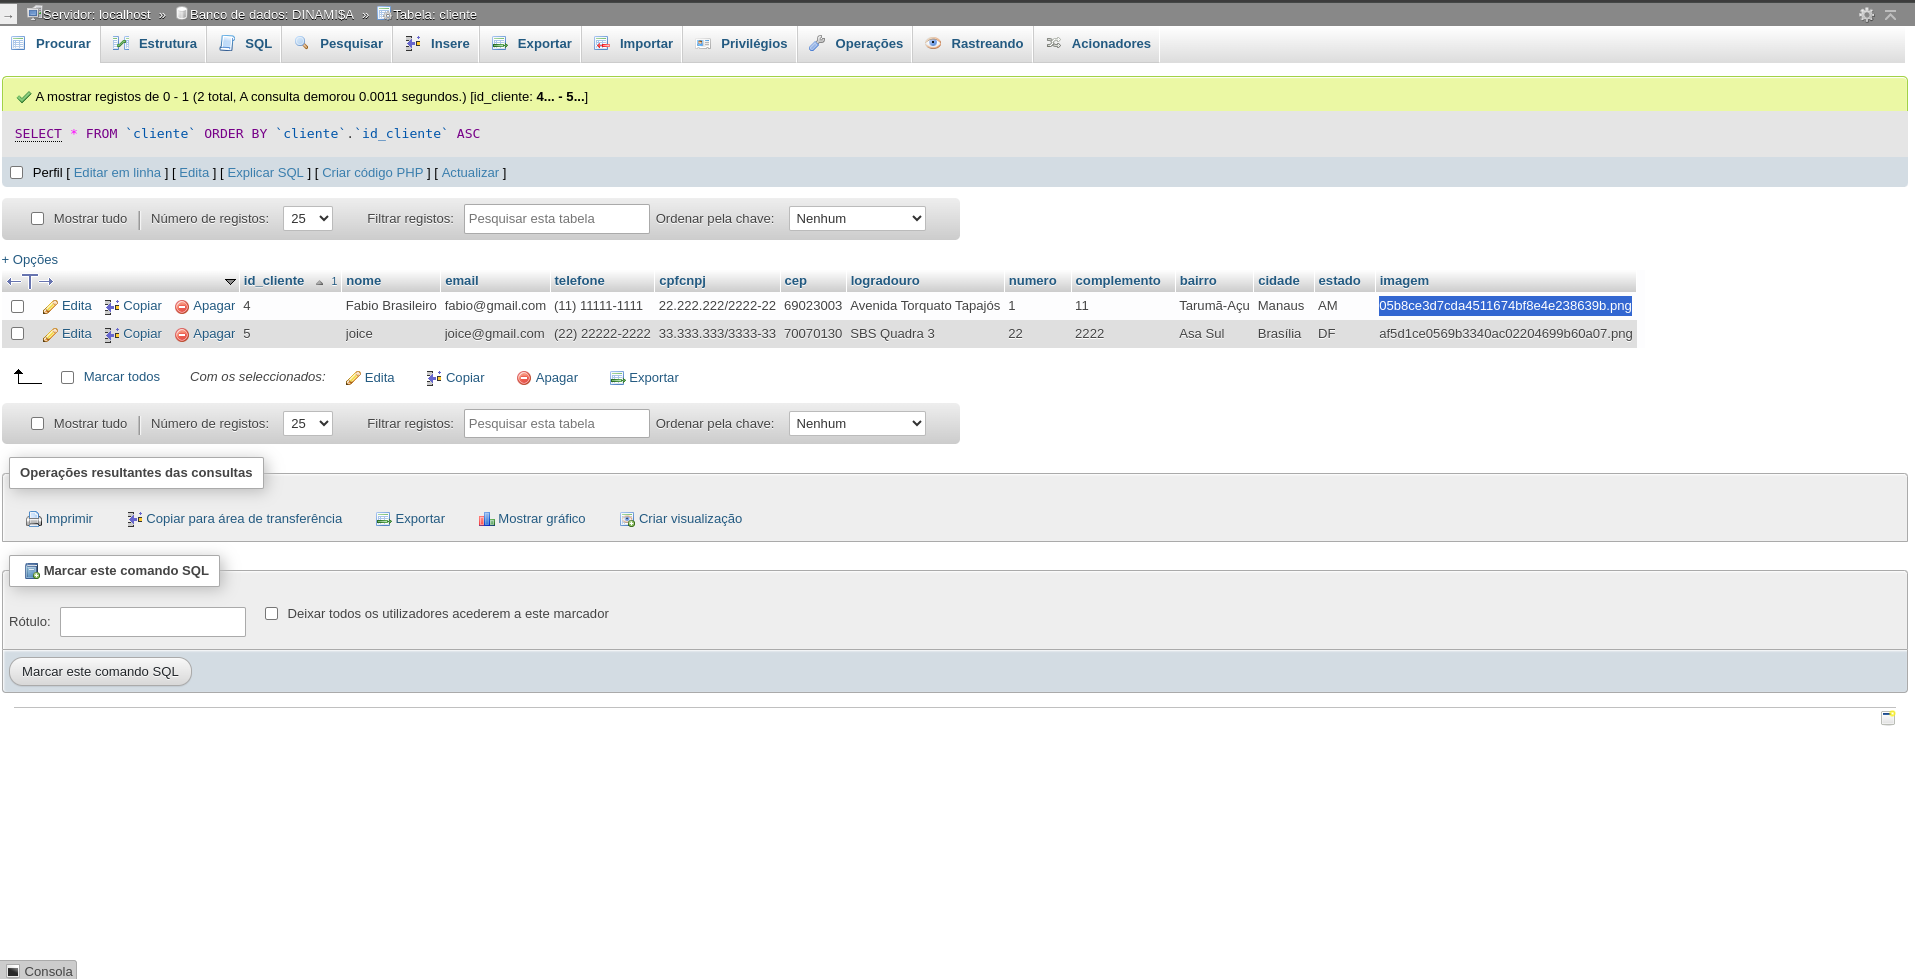 Servidor: localhost » Banco de dados: DINAMI$A » Tabela: cliente
Procurar Estrutura SQL Pesquisar Insere Exportar Importar Privilégios Operações Rastreando Acionadores
A mostrar registos de 0 - 1 (2 total, A consulta demorou 0.0011 segundos.) [id_cliente: 4... - 5...]
SELECT * FROM `cliente` ORDER BY `cliente`.`id_cliente` ASC
Perfil [ Editar em linha ] [ Edita ] [ Explicar SQL ] [ Criar código PHP ] [ Actualizar ]
Mostrar tudo Número de registos: 25 Filtrar registos: Pesquisar esta tabela Ordenar pela chave: Nenhum
+ Opções
id_cliente 1 nome email telefone cpfcnpj cep logradouro numero complemento bairro cidade estado imagem
Edita Copiar Apagar 4 Fabio Brasileiro fabio@gmail.com (11) 11111-1111 22.222.222/2222-22 69023003 Avenida Torquato Tapajós 1 11 Tarumã-Açu Manaus AM 05b8ce3d7cda4511674bf8e4e238639b.png
Edita Copiar Apagar 5 joice joice@gmail.com (22) 22222-2222 33.333.333/3333-33 70070130 SBS Quadra 3 22 2222 Asa Sul Brasília DF af5d1ce0569b3340ac02204699b60a07.png
Marcar todos Com os seleccionados: Edita Copiar Apagar Exportar
Mostrar tudo Número de registos: 25 Filtrar registos: Pesquisar esta tabela Ordenar pela chave: Nenhum
Operações resultantes das consultas
Imprimir Copiar para área de transferência Exportar Mostrar gráfico Criar visualização
Marcar este comando SQL
Rótulo: Deixar todos os utilizadores acederem a este marcador
Marcar este comando SQL
Consola